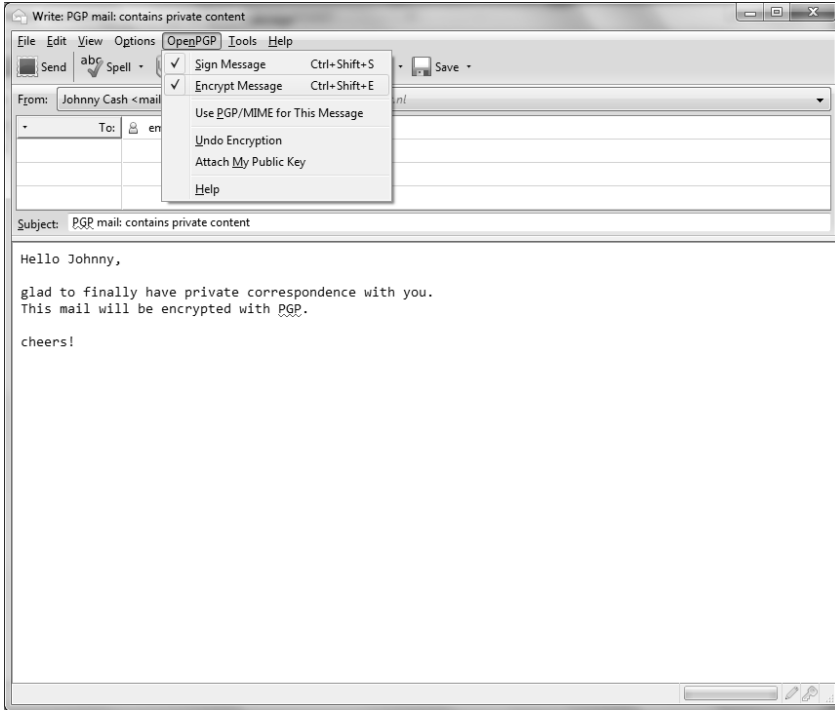 Write: PGP mail: contains private content
File Edit View Options OpenPGP Tools Help
Send Spell Save
Sign Message Ctrl+Shift+S
Encrypt Message Ctrl+Shift+E
Use PGP/MIME for This Message
Undo Encryption
Attach My Public Key
Help
From: Johnny Cash <mail nl
To: em
Subject: PGP mail: contains private content
Hello Johnny,
glad to finally have private correspondence with you.
This mail will be encrypted with PGP.
cheers!